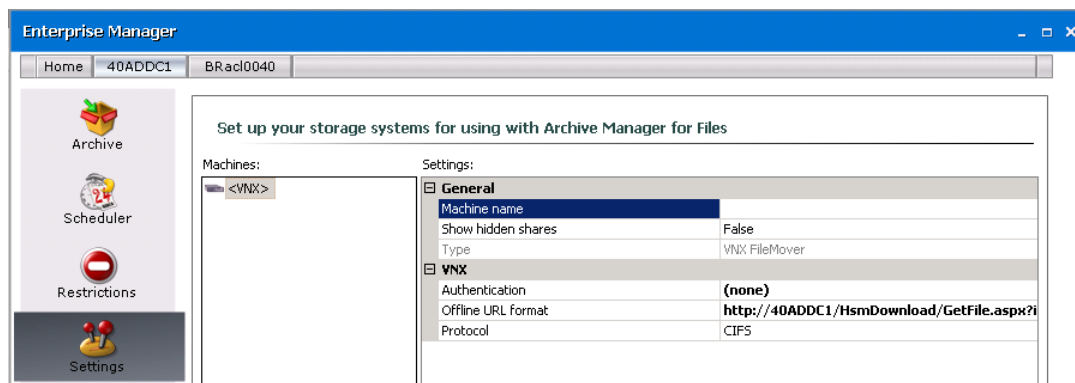 Enterprise Manager
Home 40ADDC1 BRacl0040
Archive
Scheduler
Restrictions
Settings
Set up your storage systems for using with Archive Manager for Files
Machines:
<VNX>
Settings:
General
Machine name
Show hidden shares False
Type VNX FileMover
VNX
Authentication (none)
Offline URL format http://40ADDC1/HsmDownload/GetFile.aspx?i
Protocol CIFS